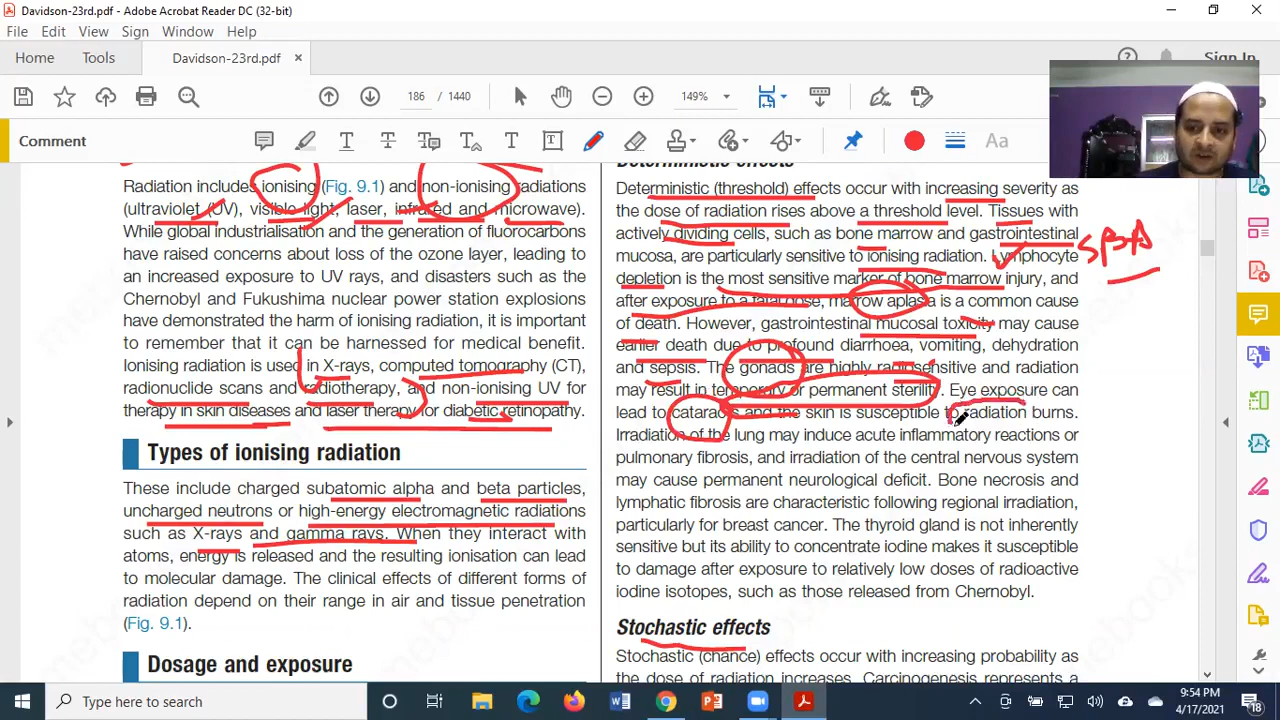 Davidson-23rd.pdf - Adobe Acrobat Reader DC (32-bit)
File Edit View Sign Window Help
Home Tools Davidson-23rd.pdf × Sign In
186 / 1440 149%
Comment
Radiation includes ionising (Fig. 9.1) and non-ionising radiations
(ultraviolet (UV), visible light, laser, infrared and microwave).
While global industrialisation and the generation of fluorocarbons
have raised concerns about loss of the ozone layer, leading to
an increased exposure to UV rays, and disasters such as the
Chernobyl and Fukushima nuclear power station explosions
have demonstrated the harm of ionising radiation, it is important
to remember that it can be harnessed for medical benefit.
Ionising radiation is used in X-rays, computed tomography (CT),
radionuclide scans and radiotherapy, and non-ionising UV for
therapy in skin diseases and laser therapy for diabetic retinopathy.
Types of ionising radiation
These include charged subatomic alpha and beta particles,
uncharged neutrons or high-energy electromagnetic radiations
such as X-rays and gamma rays. When they interact with
atoms, energy is released and the resulting ionisation can lead
to molecular damage. The clinical effects of different forms of
radiation depend on their range in air and tissue penetration
(Fig. 9.1).
Dosage and exposure
Deterministic effects
Deterministic (threshold) effects occur with increasing severity as
the dose of radiation rises above a threshold level. Tissues with
actively dividing cells, such as bone marrow and gastrointestinal
mucosa, are particularly sensitive to ionising radiation. Lymphocyte
depletion is the most sensitive marker of bone marrow injury, and
after exposure to a fatal dose, marrow aplasia is a common cause
of death. However, gastrointestinal mucosal toxicity may cause
earlier death due to profound diarrhoea, vomiting, dehydration
and sepsis. The gonads are highly radiosensitive and radiation
may result in temporary or permanent sterility. Eye exposure can
lead to cataracts and the skin is susceptible to radiation burns.
Irradiation of the lung may induce acute inflammatory reactions or
pulmonary fibrosis, and irradiation of the central nervous system
may cause permanent neurological deficit. Bone necrosis and
lymphatic fibrosis are characteristic following regional irradiation,
particularly for breast cancer. The thyroid gland is not inherently
sensitive but its ability to concentrate iodine makes it susceptible
to damage after exposure to relatively low doses of radioactive
iodine isotopes, such as those released from Chernobyl.
Stochastic effects
Stochastic (chance) effects occur with increasing probability as
the dose of radiation increases. Carcinogenesis represents a
SBA
Type here to search
9:54 PM
4/17/2021
18